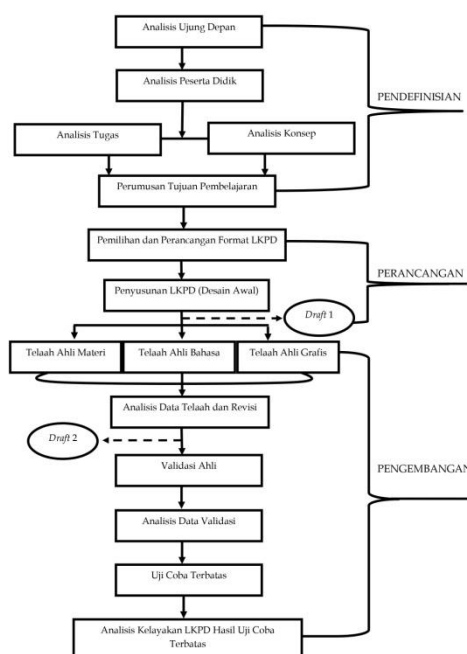 Analisis Ujung Depan
Analisis Peserta Didik
PENDEFINISIAN
Analisis Tugas
Analisis Konsep
Perumusan Tujuan Pembelajaran
Pemilihan dan Perancangan Format LKPD
PERANCANGAN
Penyusunan LKPD (Desain Awal)
Draft 1
Telaah Ahli Materi
Telaah Ahli Bahasa
Telaah Ahli Grafis
Analisis Data Telaah dan Revisi
Draft 2
Validasi Ahli
PENGEMBANGAN
Analisis Data Validasi
Uji Coba Terbatas
Analisis Kelayakan LKPD Hasil Uji Coba
Terbatas